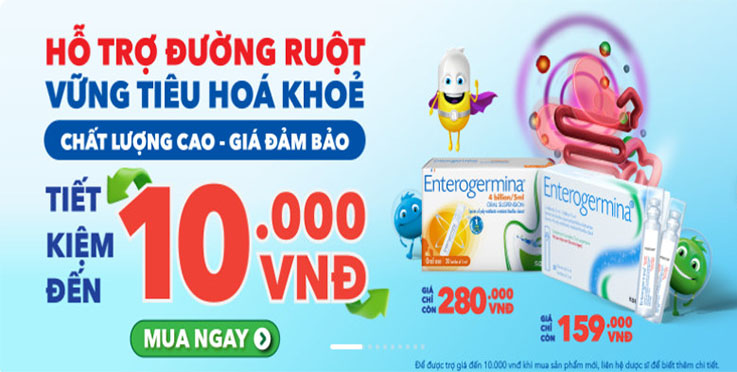 HỖ TRỢ ĐƯỜNG RUỘT
VỮNG TIÊU HOÁ KHOẺ
CHẤT LƯỢNG CAO - GIÁ ĐẢM BẢO
TIẾT
KIỆM
ĐẾN
10.000
VNĐ
MUA NGAY
Enterogermina
4 billion/5ml
ORAL SUSPENSION
Enterogermina
GIÁ
CHỈ
CÒN
280.000
VNĐ
GIÁ
CHỈ
CÒN
159.000
VNĐ
Để được trợ giá đến 10.000 vnđ khi mua sản phẩm mới, liên hệ dược sĩ để biết thêm chi tiết.